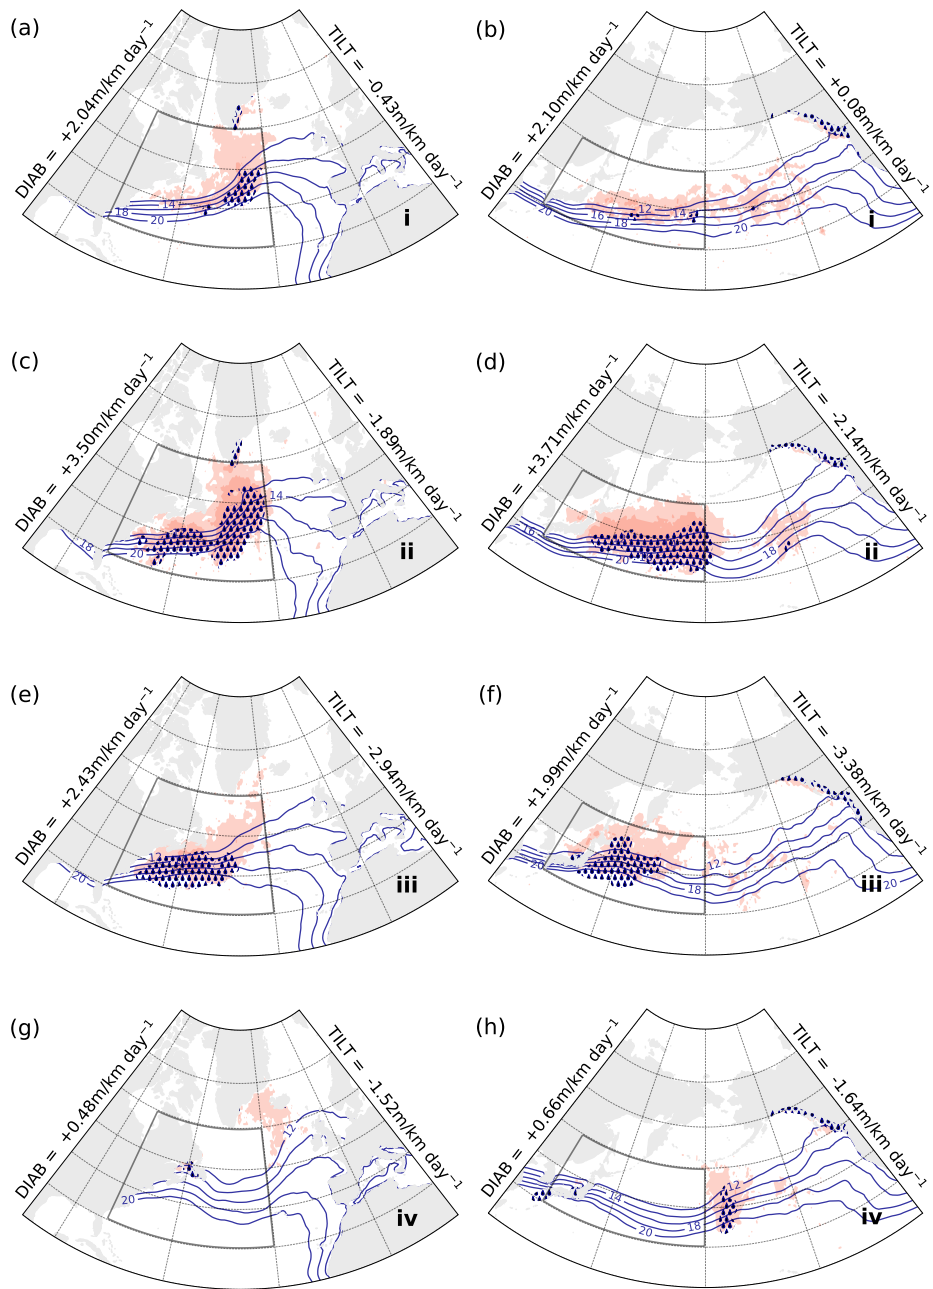 (a)
DIAB = +2.04m/km day⁻¹
TILT = -0.43m/km day⁻¹
14
18
20
i
(b)
DIAB = +2.10m/km day⁻¹
TILT = +0.08m/km day⁻¹
20
16
18
12
14
20
i
(c)
DIAB = +3.50m/km day⁻¹
TILT = -1.89m/km day⁻¹
14
18
20
ii
(d)
DIAB = +3.71m/km day⁻¹
TILT = -2.14m/km day⁻¹
16
20
18
ii
(e)
DIAB = +2.43m/km day⁻¹
TILT = -2.94m/km day⁻¹
12
20
iii
(f)
DIAB = +1.99m/km day⁻¹
TILT = -3.38m/km day⁻¹
20
12
18
20
iii
(g)
DIAB = +0.48m/km day⁻¹
TILT = -1.52m/km day⁻¹
12
20
iv
(h)
DIAB = +0.66m/km day⁻¹
TILT = -1.64m/km day⁻¹
14
12
20
18
iv